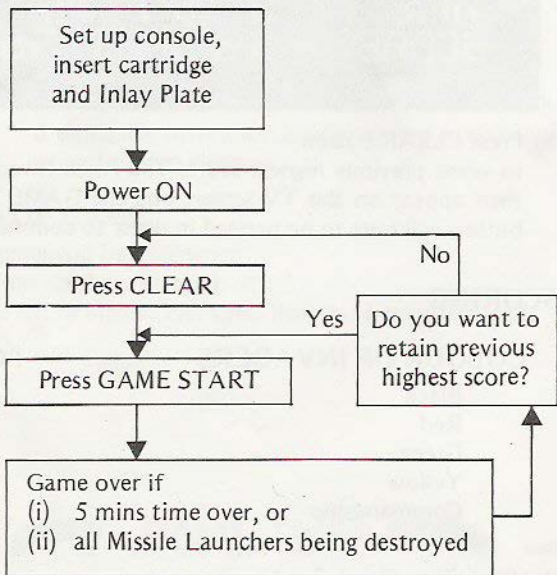 Set up console,
insert cartridge
and Inlay Plate
Power ON
No
Press CLEAR
Yes
Do you want to
retain previous
highest score?
Press GAME START
Game over if
(i) 5 mins time over, or
(ii) all Missile Launchers being destroyed